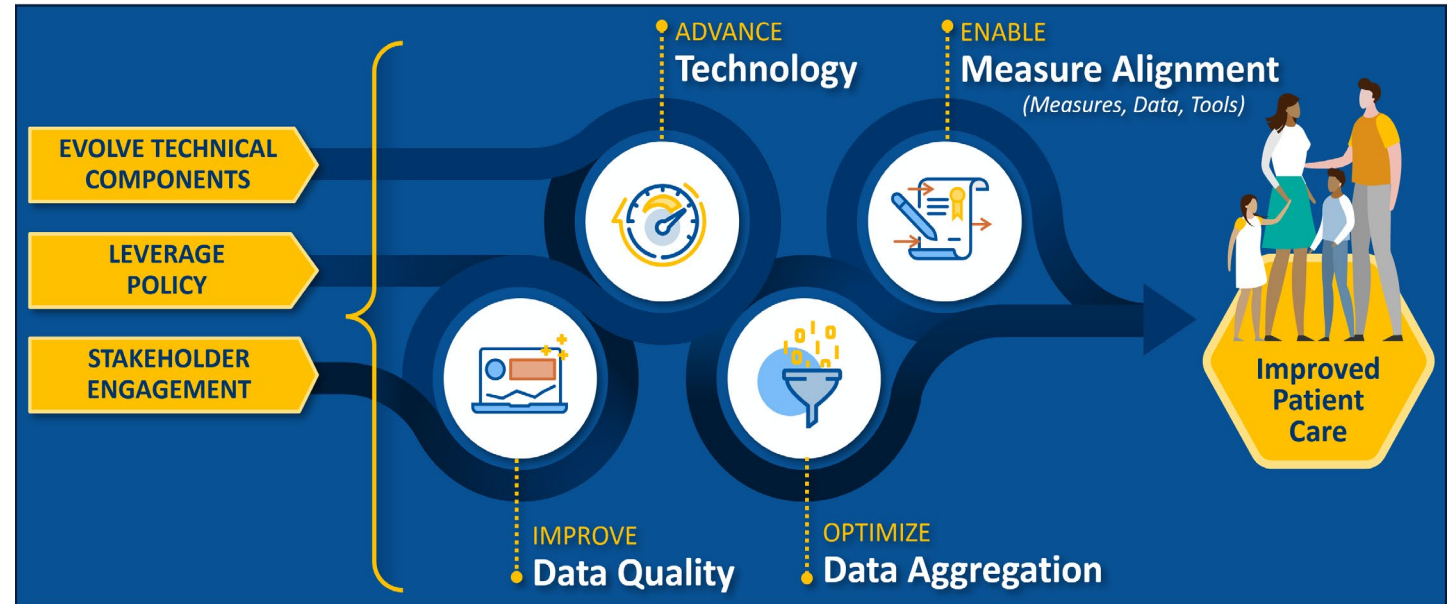 EVOLVE TECHNICAL
COMPONENTS
LEVERAGE
POLICY
STAKEHOLDER
ENGAGEMENT
ADVANCE
Technology
ENABLE
Measure Alignment
(Measures, Data, Tools)
IMPROVE
Data Quality
OPTIMIZE
Data Aggregation
Improved
Patient
Care